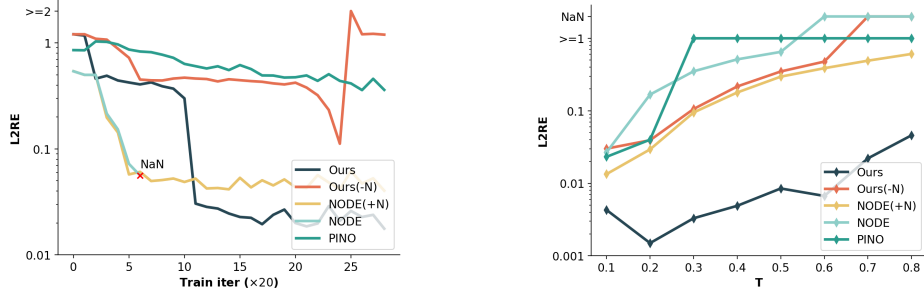 >=2
1
0.1
0.01
L2RE
NaN
Ours
Ours(-N)
NODE(+N)
NODE
PINO
0 5 10 15 20 25
Train iter (×20)
NaN
>=1
0.1
0.01
0.001
L2RE
Ours
Ours(-N)
NODE(+N)
NODE
PINO
0.1 0.2 0.3 0.4 0.5 0.6 0.7 0.8
T